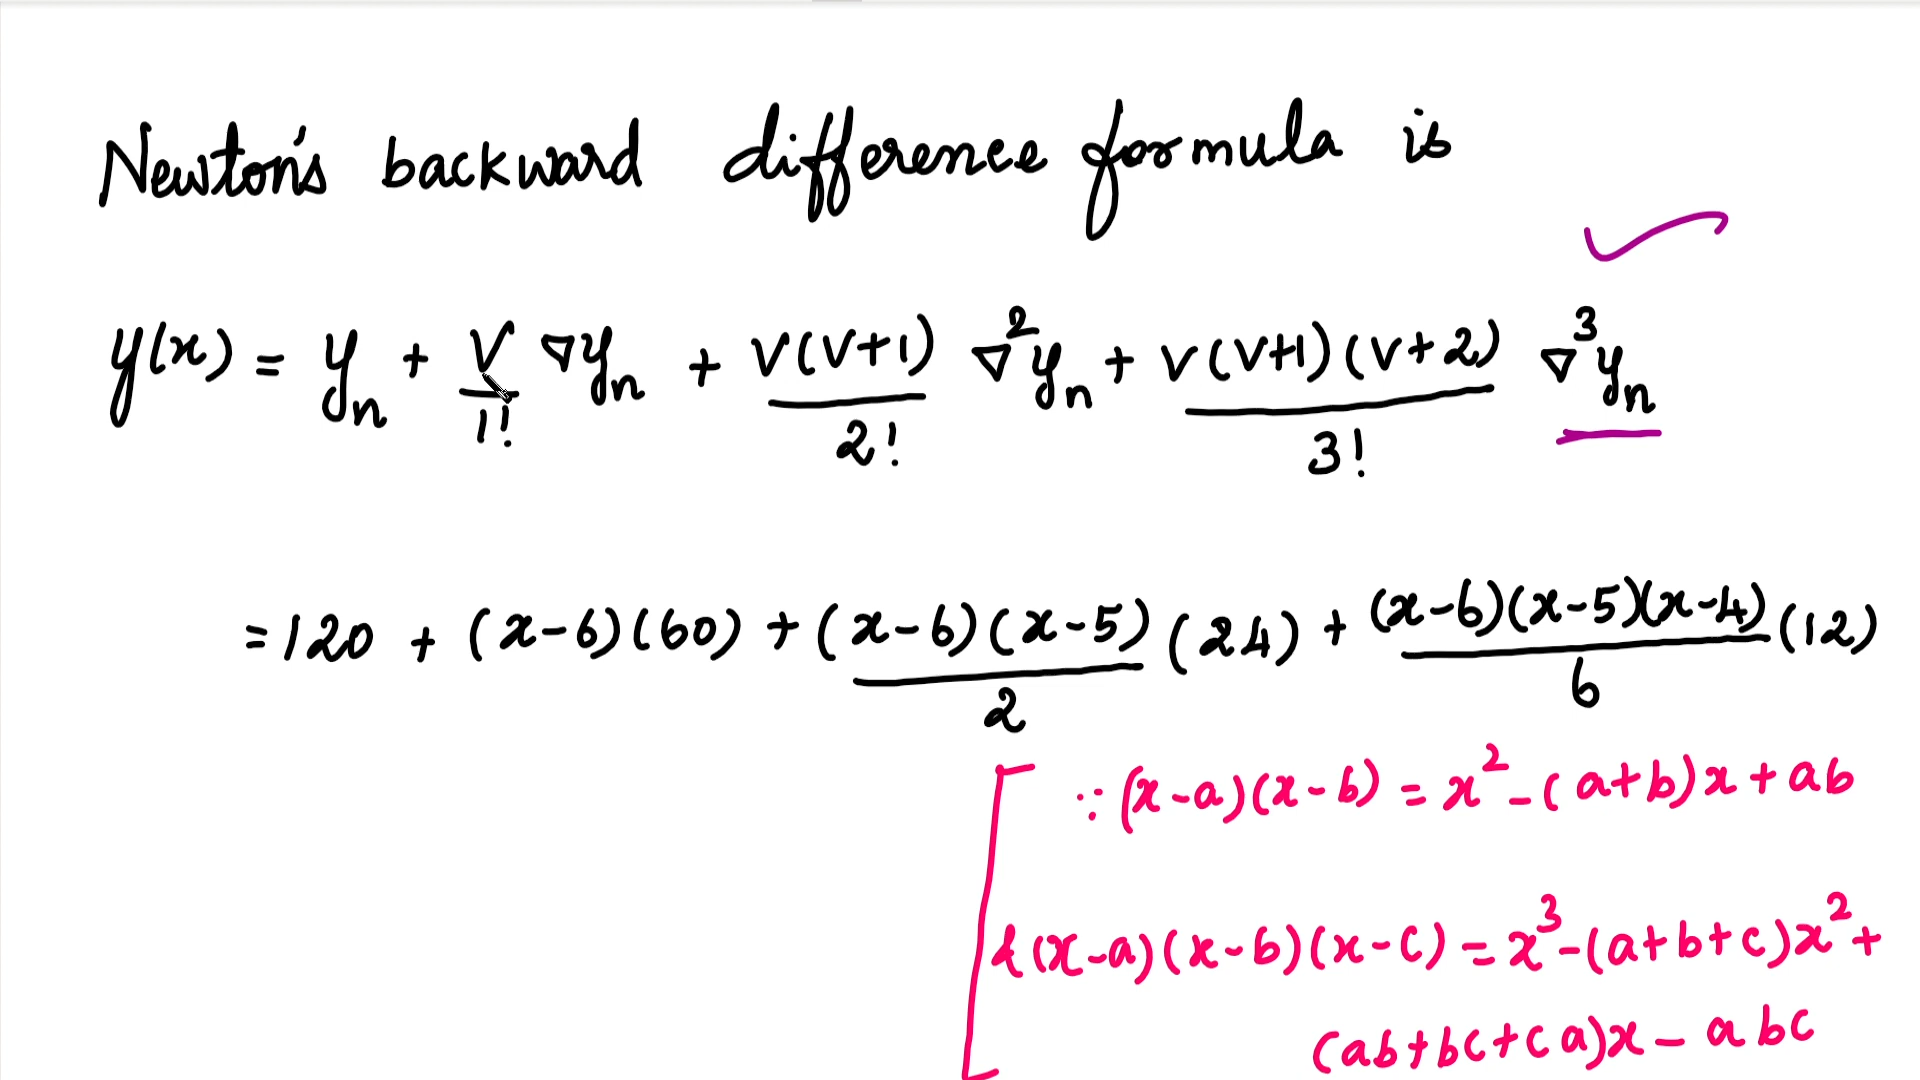 Newton's backward difference formula is
y(x) = yₙ + V/1! ∇yₙ + V(V+1)/2! ∇²yₙ + V(V+1)(V+2)/3! ∇³yₙ
= 120 + (x-6)(60) + (x-6)(x-5)/2 (24) + (x-6)(x-5)(x-4)/6 (12)
∵ (x-a)(x-b) = x² - (a+b)x + ab
& (x-a)(x-b)(x-c) = x³ - (a+b+c)x² +
(ab+bc+ca)x - abc